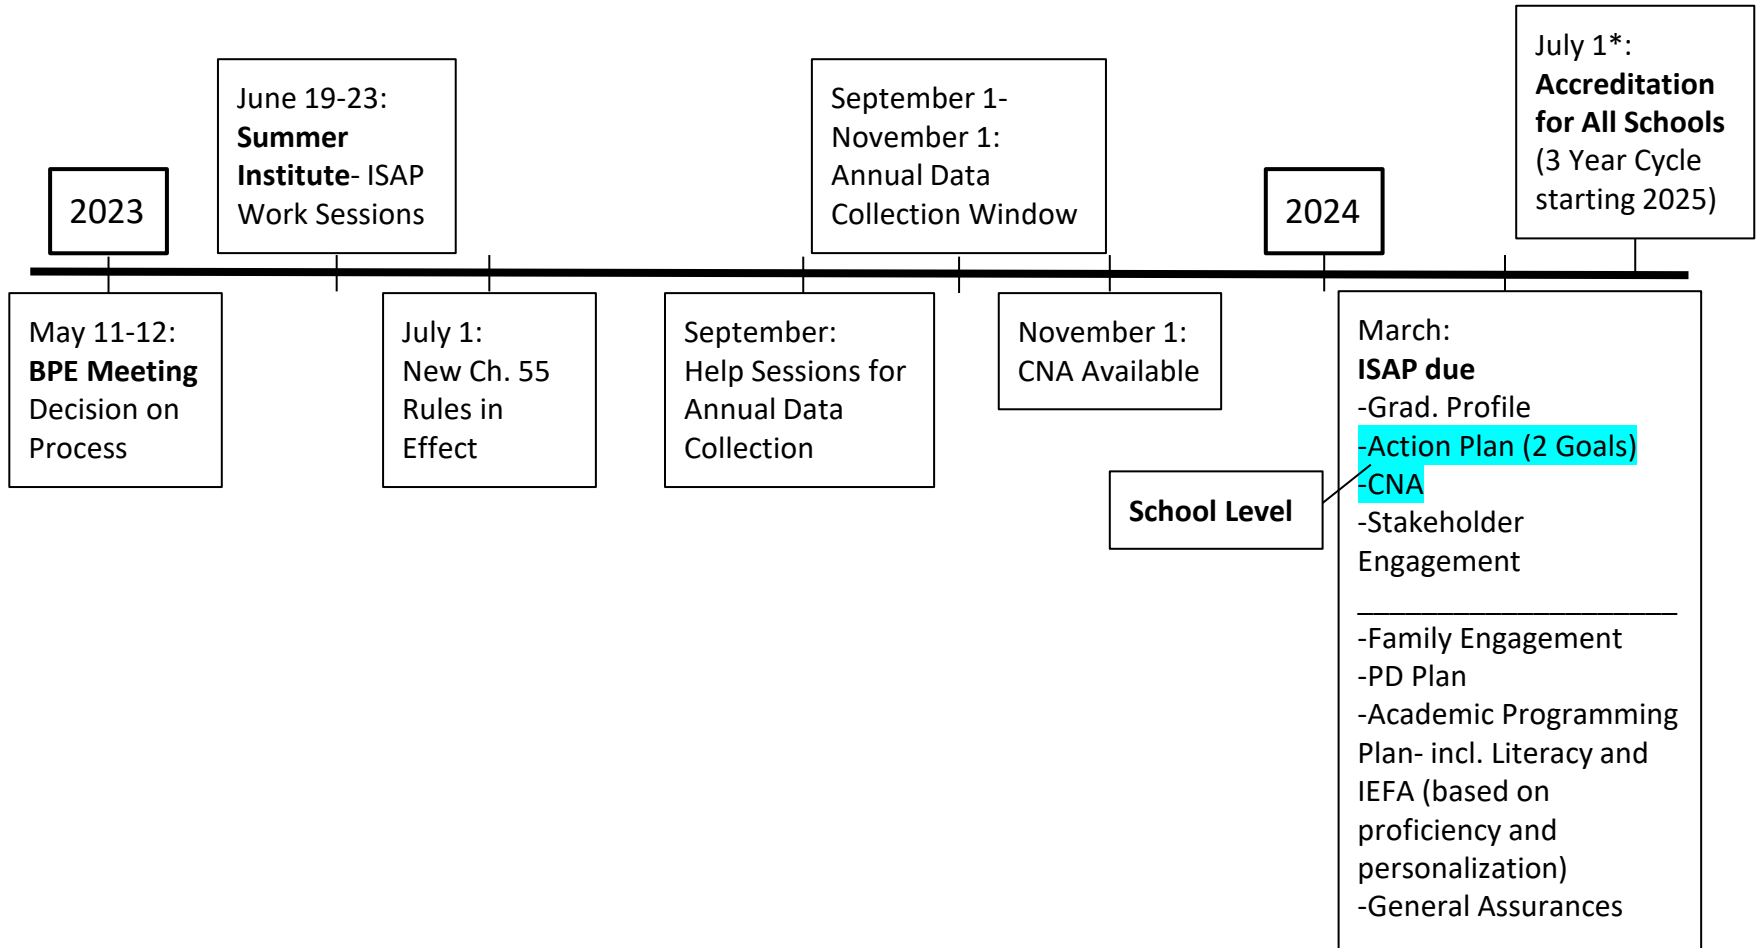 2023
May 11-12:
BPE Meeting
Decision on
Process
June 19-23:
Summer
Institute- ISAP
Work Sessions
July 1:
New Ch. 55
Rules in
Effect
September:
Help Sessions for
Annual Data
Collection
September 1-
November 1:
Annual Data
Collection Window
November 1:
CNA Available
2024
March:
ISAP due
-Grad. Profile
-Action Plan (2 Goals)
-CNA
-Stakeholder
Engagement
____________________
-Family Engagement
-PD Plan
-Academic Programming
Plan- incl. Literacy and
IEFA (based on
proficiency and
personalization)
-General Assurances
School Level
July 1*:
Accreditation
for All Schools
(3 Year Cycle
starting 2025)